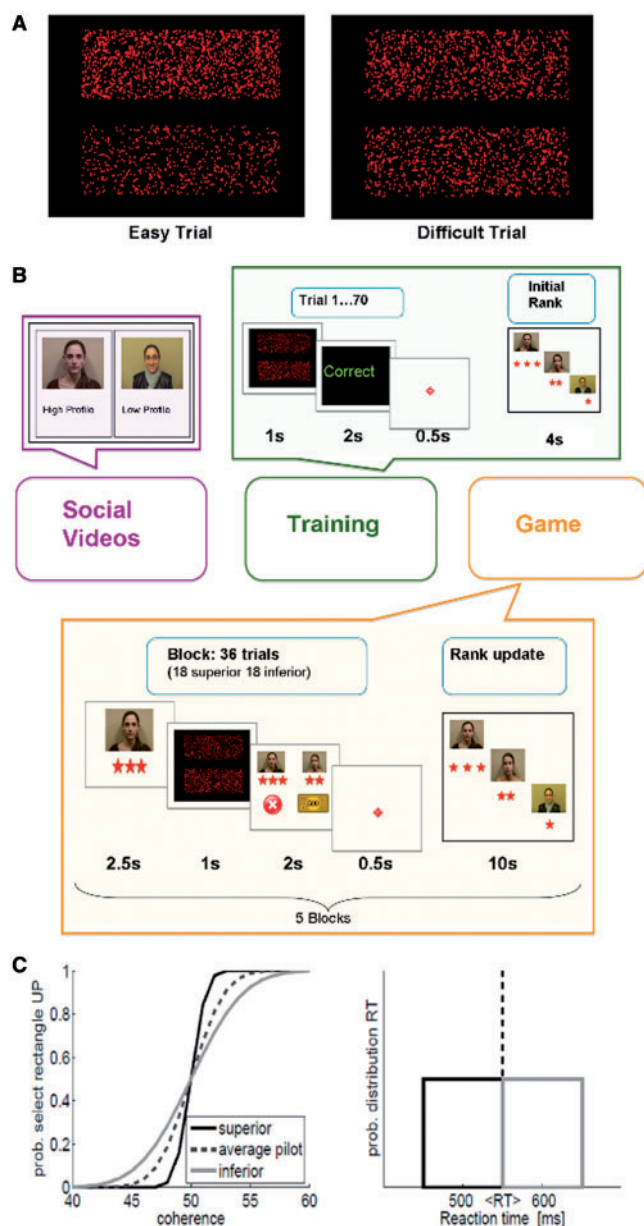 A
Easy Trial
Difficult Trial
B
High Profile
Low Profile
Trial 1...70
Initial
Rank
Correct
1s
2s
0.5s
4s
Social
Videos
Training
Game
Block: 36 trials
(18 superior 18 inferior)
Rank update
500
2.5s
1s
2s
0.5s
10s
5 Blocks
C
prob. select rectangle UP
1
0.8
0.6
0.4
0.2
0
superior
average pilot
inferior
40
45
50
55
60
coherence
prob. distribution RT
500 <RT> 600
Reaction time [ms]